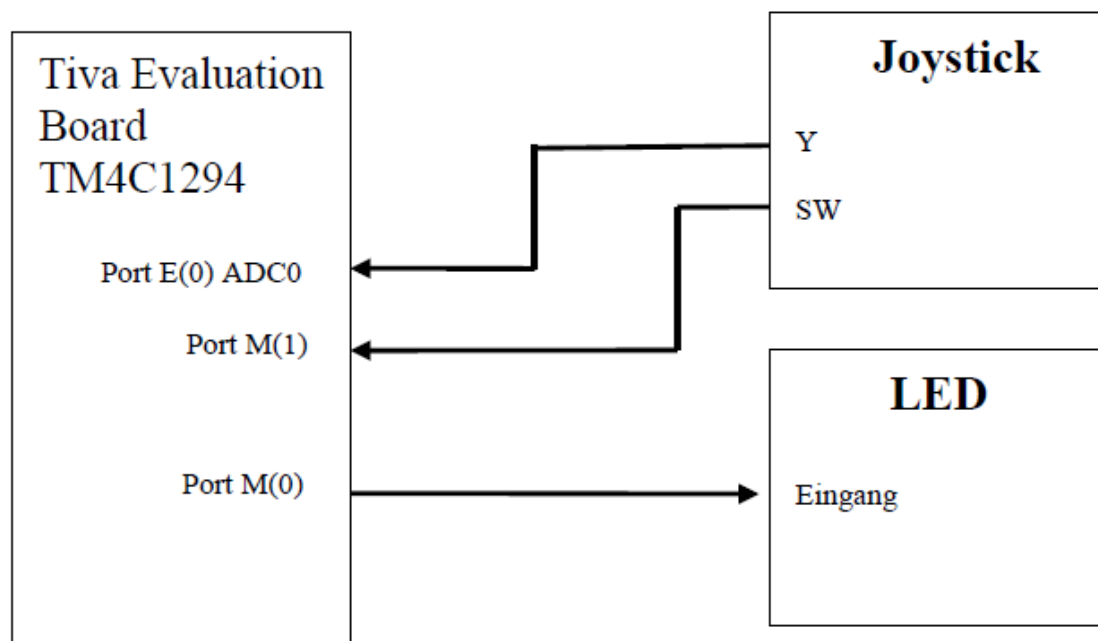 Tiva Evaluation
Board
TM4C1294
Port E(0) ADC0
Port M(1)
Port M(0)
Joystick
Y
SW
LED
Eingang